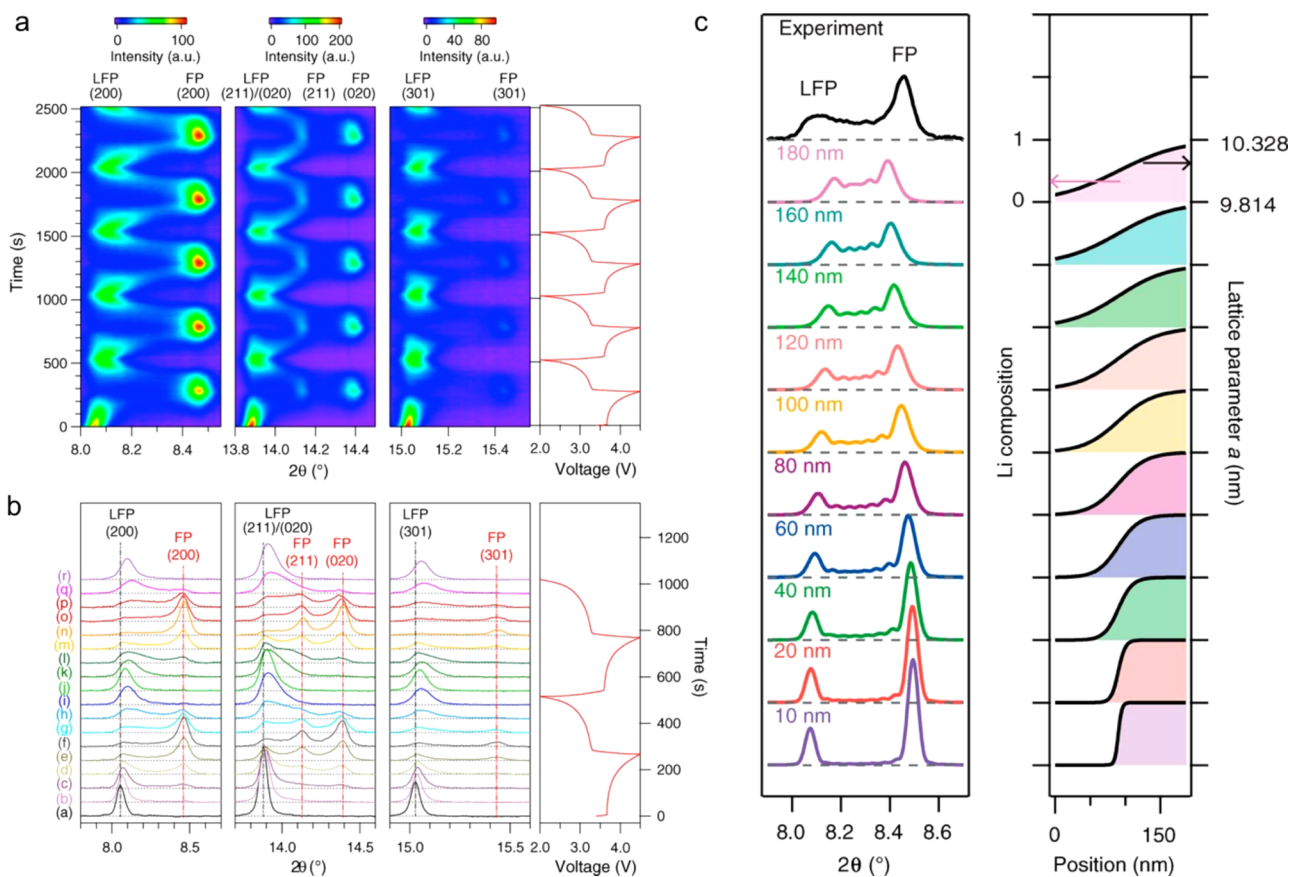 a
0 100
Intensity (a.u.)
0 100 200
Intensity (a.u.)
0 40 80
Intensity (a.u.)
LFP (200)
FP (200)
LFP (211)/(020)
FP (211)
FP (020)
LFP (301)
FP (301)
2500
2000
1500
1000
500
0
Time (s)
8.0 8.2 8.4
13.8 14.0 14.2 14.4
15.0 15.2 15.4
2.0 3.0 4.0
2θ (°)
Voltage (V)
b
LFP (200)
FP (200)
LFP (211)/(020)
FP (211)
FP (020)
LFP (301)
FP (301)
(r)
(q)
(p)
(o)
(n)
(m)
(l)
(k)
(j)
(i)
(h)
(g)
(f)
(e)
(d)
(c)
(b)
(a)
1200
1000
800
600
400
200
0
Time (s)
8.0 8.5
14.0 14.5
15.0 15.5
2.0 3.0 4.0
2θ (°)
Voltage (V)
c
Experiment
LFP
FP
180 nm
160 nm
140 nm
120 nm
100 nm
80 nm
60 nm
40 nm
20 nm
10 nm
8.0 8.2 8.4 8.6
2θ (°)
1
0
Li composition
10.328
9.814
Lattice parameter a (nm)
0 150
Position (nm)